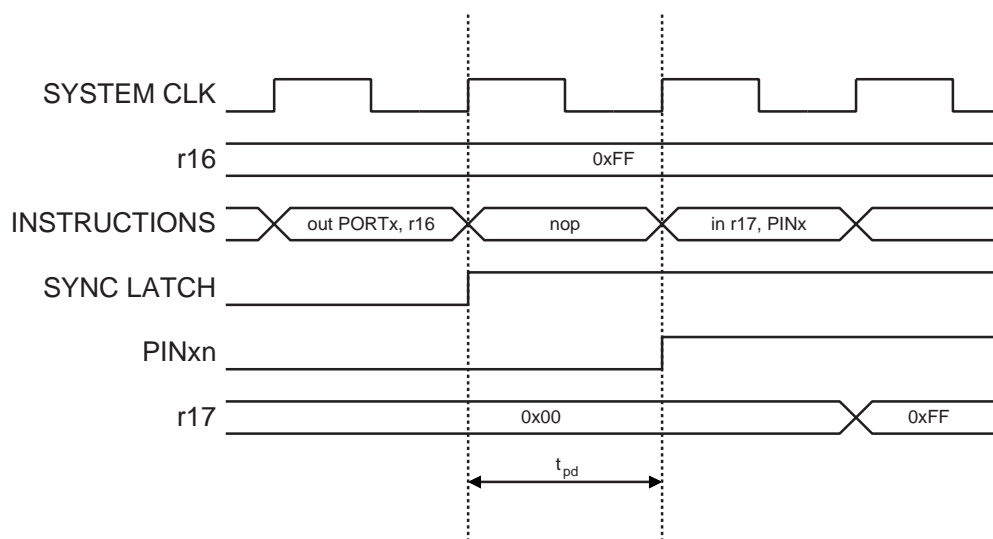 SYSTEM CLK
r16
0xFF
INSTRUCTIONS
out PORTx, r16
nop
in r17, PINx
SYNC LATCH
PINxn
r17
0x00
0xFF
tpd